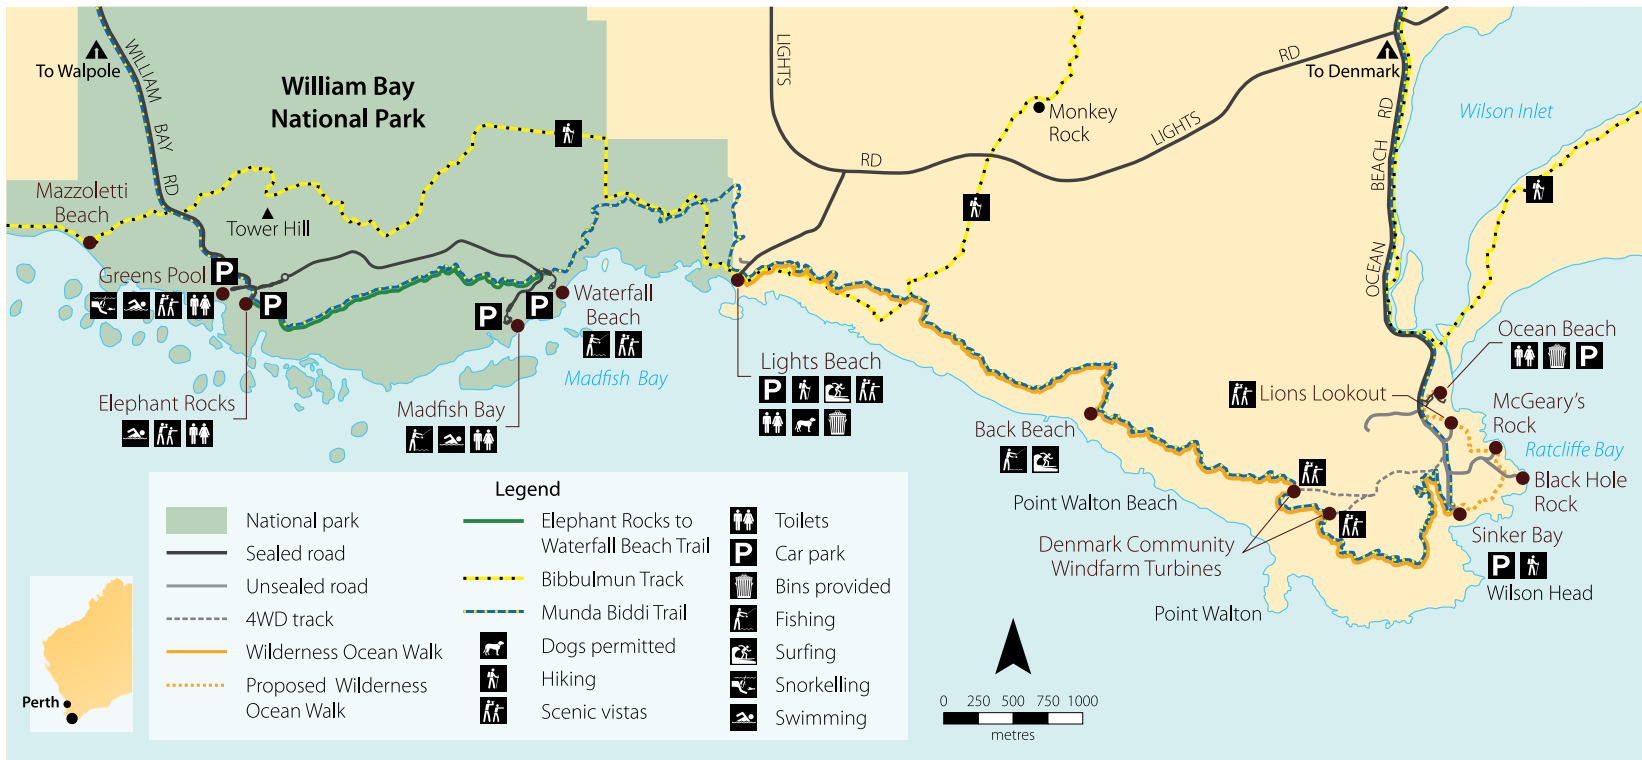 To Walpole
WILLIAM BAY RD
William Bay
National Park
LIGHTS
RD
To Denmark
Wilson Inlet
Monkey
Rock
LIGHTS
RD
OCEAN BEACH RD
Mazzoletti
Beach
Tower Hill
Greens Pool
P
P
P
P
Waterfall
Beach
Madfish Bay
Elephant Rocks
Madfish Bay
Lights Beach
P
Back Beach
Ocean Beach
P
Lions Lookout
McGeary's
Rock
Ratcliffe Bay
Black Hole
Rock
Point Walton Beach
Denmark Community
Windfarm Turbines
Sinker Bay
P
Wilson Head
Point Walton
Legend
National park
Sealed road
Unsealed road
4WD track
Wilderness Ocean Walk
Proposed Wilderness
Ocean Walk
Elephant Rocks to
Waterfall Beach Trail
Bibbulmun Track
Munda Biddi Trail
Dogs permitted
Hiking
Scenic vistas
Toilets
P
Car park
Bins provided
Fishing
Surfing
Snorkelling
Swimming
Perth
0 250 500 750 1000
metres